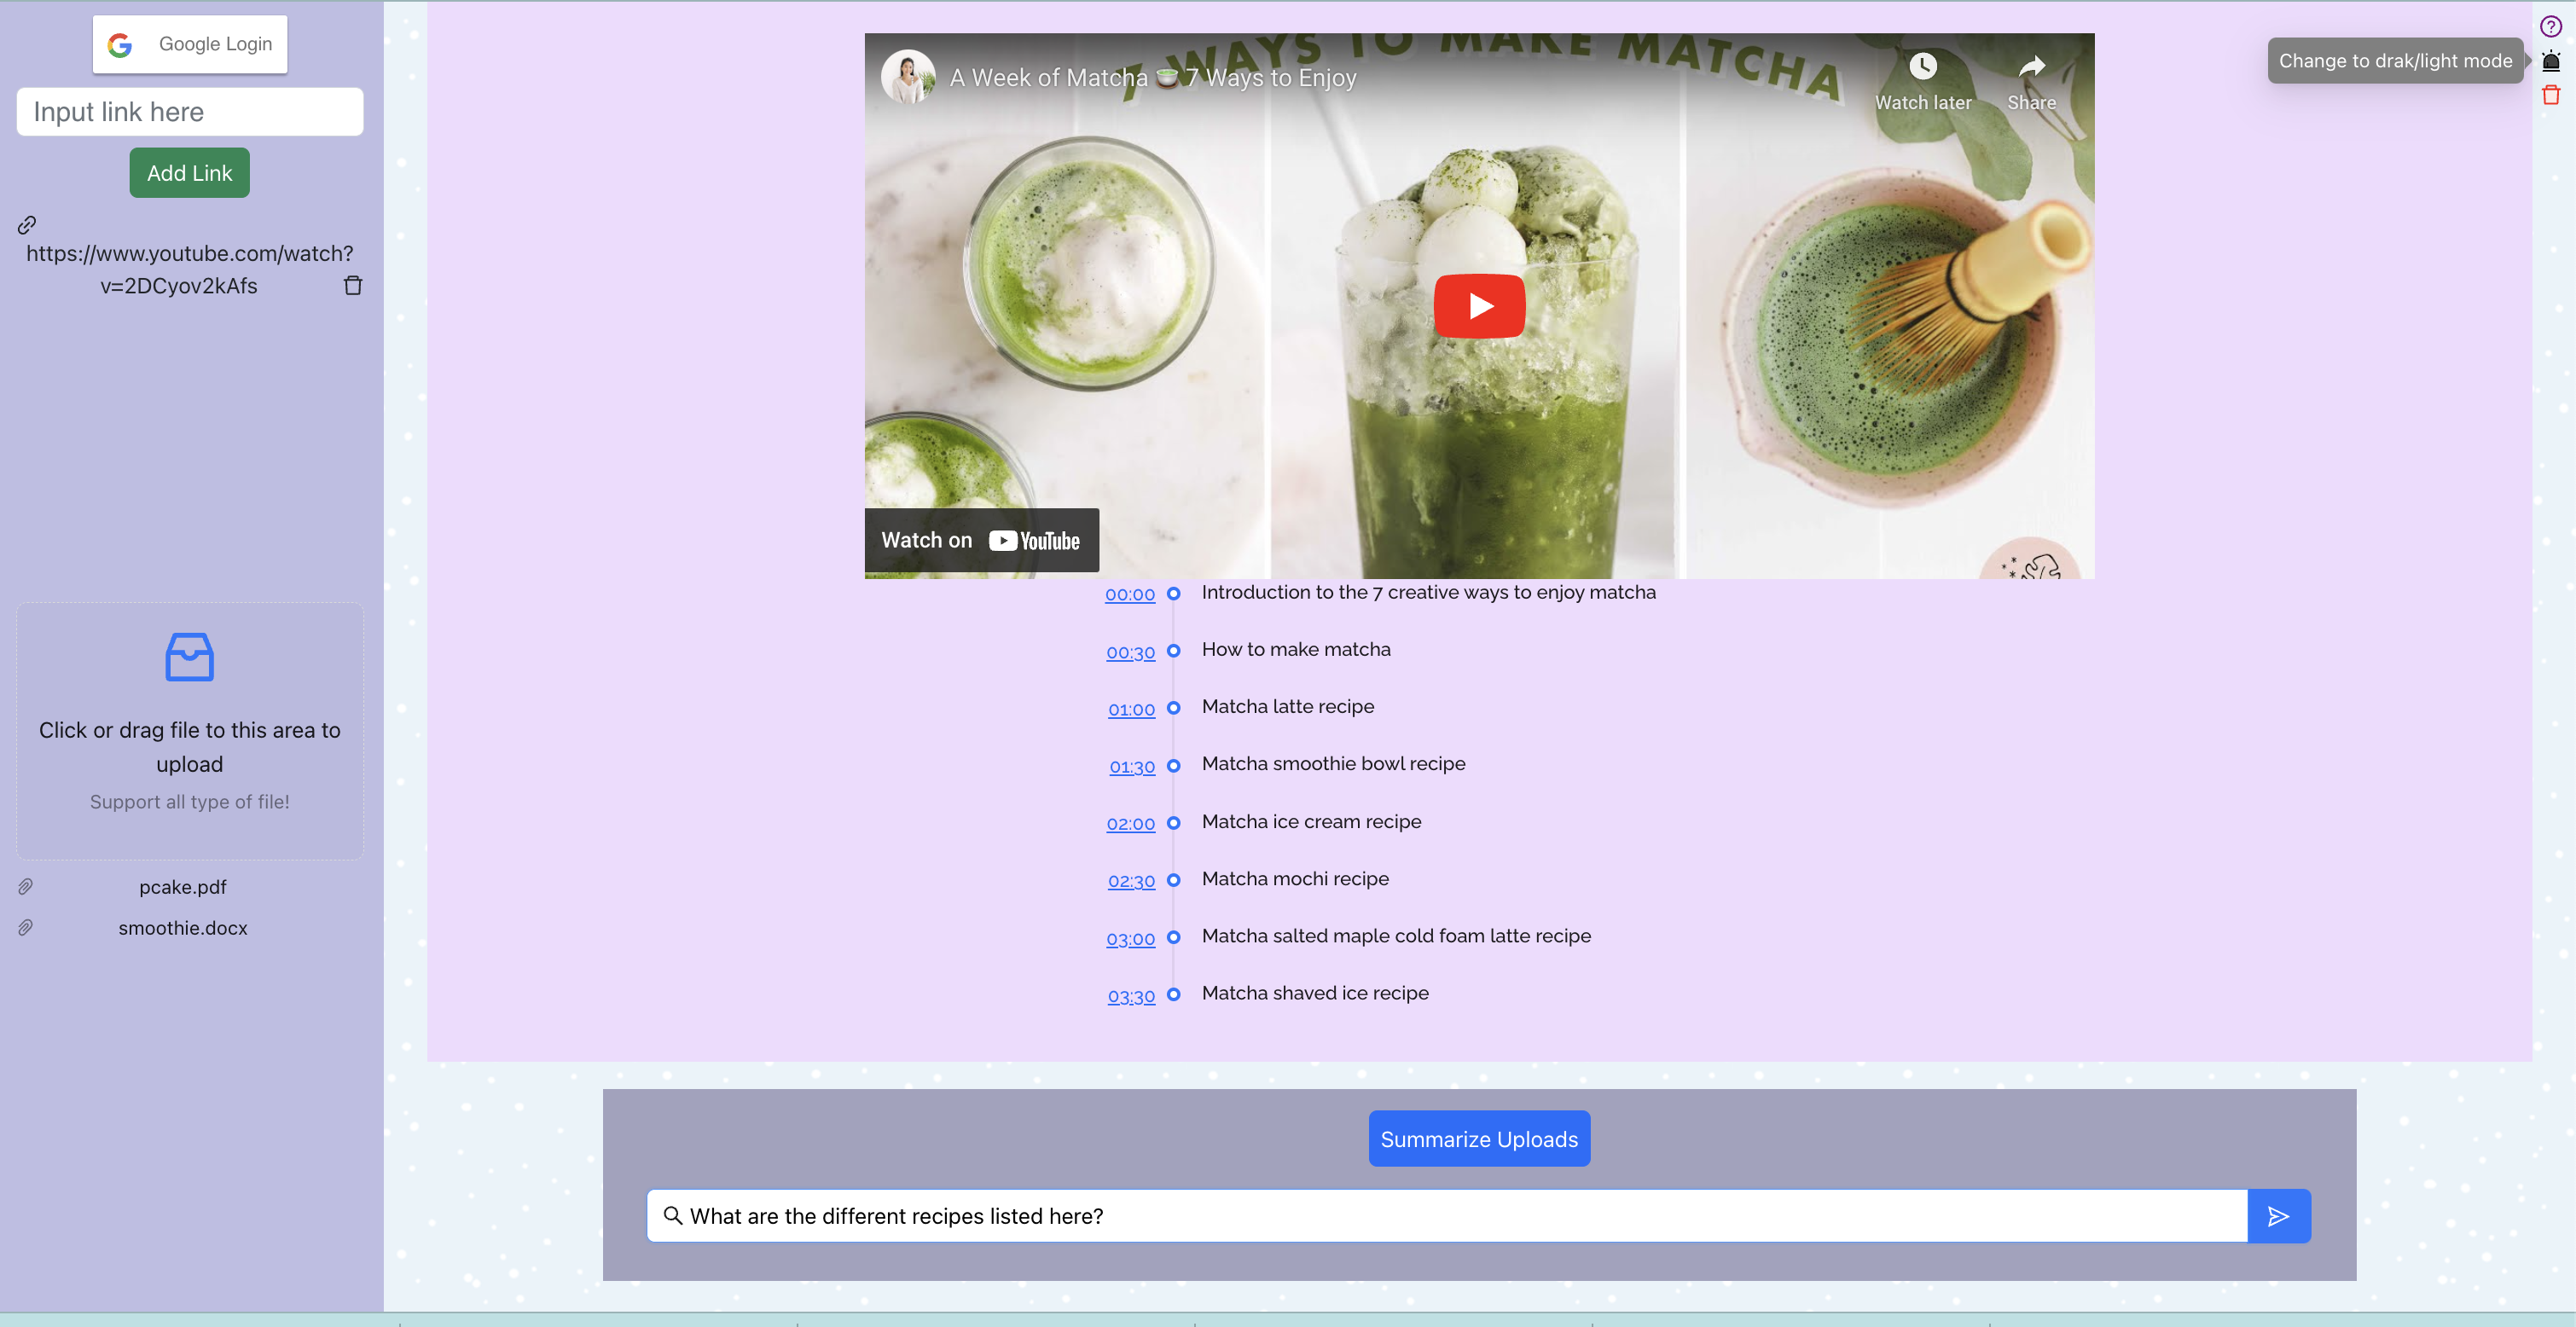 Google Login
Input link here
Add Link
https://www.youtube.com/watch?
v=2DCyov2kAfs
Click or drag file to this area to
upload
Support all type of file!
pcake.pdf
smoothie.docx
7 WAYS TO MAKE MATCHA
A Week of Matcha 🍵 7 Ways to Enjoy
Watch later
Share
Watch on YouTube
00:00 Introduction to the 7 creative ways to enjoy matcha
00:30 How to make matcha
01:00 Matcha latte recipe
01:30 Matcha smoothie bowl recipe
02:00 Matcha ice cream recipe
02:30 Matcha mochi recipe
03:00 Matcha salted maple cold foam latte recipe
03:30 Matcha shaved ice recipe
Summarize Uploads
What are the different recipes listed here?
Change to drak/light mode